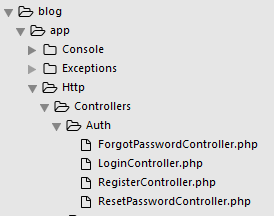 blog
app
Console
Exceptions
Http
Controllers
Auth
ForgotPasswordController.php
LoginController.php
RegisterController.php
ResetPasswordController.php